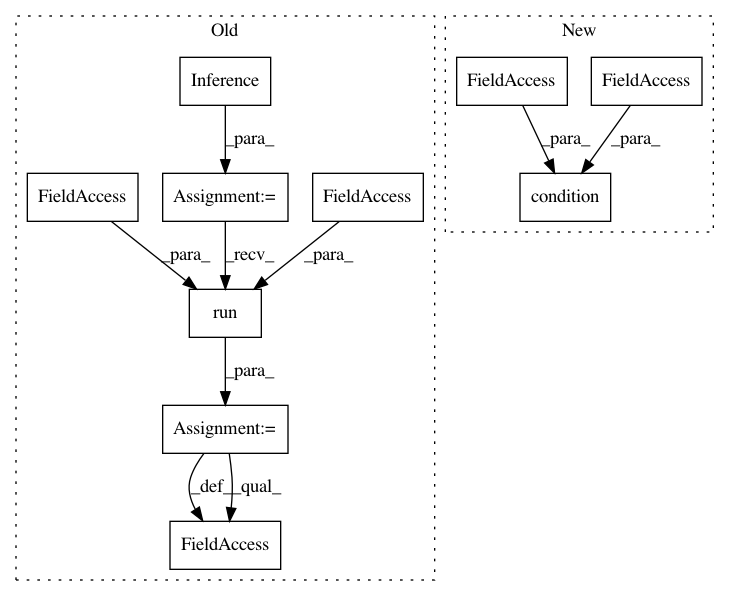 Old
New
Inference
FieldAccess
FieldAccess
_para_
_para_
_para_
FieldAccess
Assignment:=
FieldAccess
condition
_para_
_recv_
_para_
run
_para_
Assignment:=
_def_
_qual_
FieldAccess